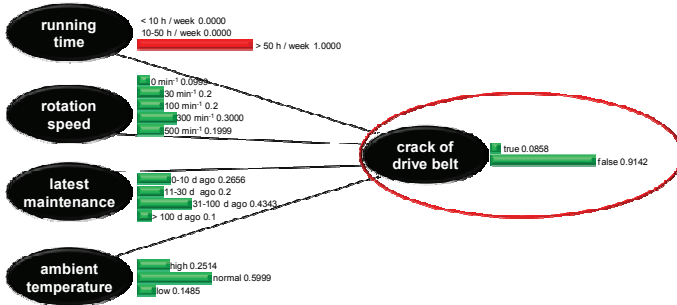 running
time
< 10 h / week 0.0000
10-50 h / week 0.0000
> 50 h / week 1.0000
rotation
speed
0 min⁻¹ 0.0999
30 min⁻¹ 0.2
100 min⁻¹ 0.2
300 min⁻¹ 0.3000
500 min⁻¹ 0.1999
crack of
drive belt
true 0.0858
false 0.9142
latest
maintenance
0-10 d ago 0.2656
11-30 d ago 0.2
31-100 d ago 0.4343
> 100 d ago 0.1
ambient
temperature
high 0.2514
normal 0.5999
low 0.1485